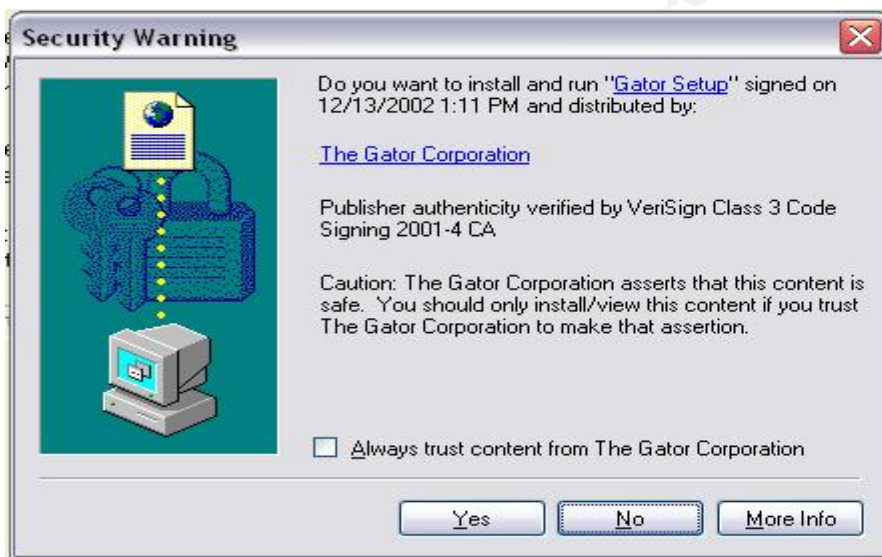 Security Warning
Do you want to install and run "Gator Setup" signed on
12/13/2002 1:11 PM and distributed by:
The Gator Corporation
Publisher authenticity verified by VeriSign Class 3 Code
Signing 2001-4 CA
Caution: The Gator Corporation asserts that this content is
safe. You should only install/view this content if you trust
The Gator Corporation to make that assertion.
Always trust content from The Gator Corporation
Yes
No
More Info